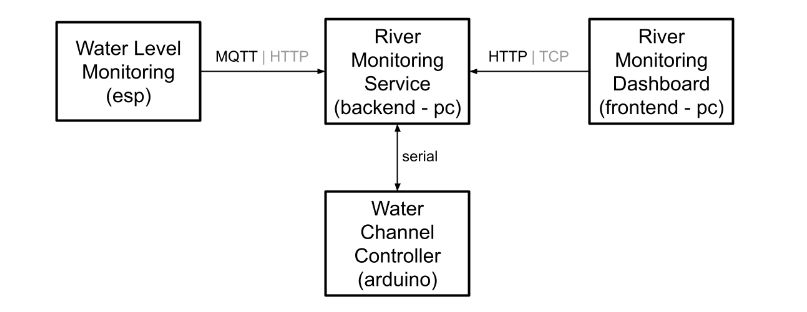 Water Level
Monitoring
(esp)
MQTT | HTTP
River
Monitoring
Service
(backend - pc)
HTTP | TCP
River
Monitoring
Dashboard
(frontend - pc)
serial
Water
Channel
Controller
(arduino)